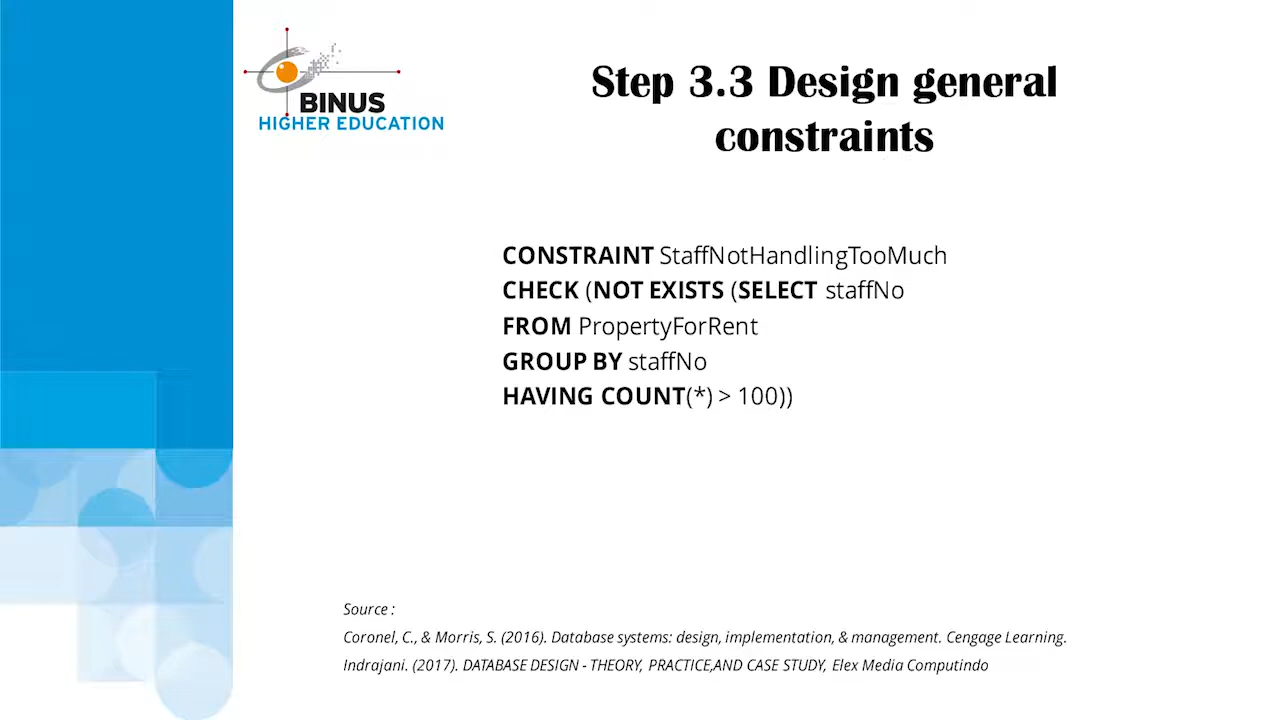 BINUS
HIGHER EDUCATION
Step 3.3 Design general
constraints
CONSTRAINT StaffNotHandlingTooMuch
CHECK (NOT EXISTS (SELECT staffNo
FROM PropertyForRent
GROUP BY staffNo
HAVING COUNT(*) > 100))
Source :
Coronel, C., & Morris, S. (2016). Database systems: design, implementation, & management. Cengage Learning.
Indrajani. (2017). DATABASE DESIGN - THEORY, PRACTICE,AND CASE STUDY, Elex Media Computindo